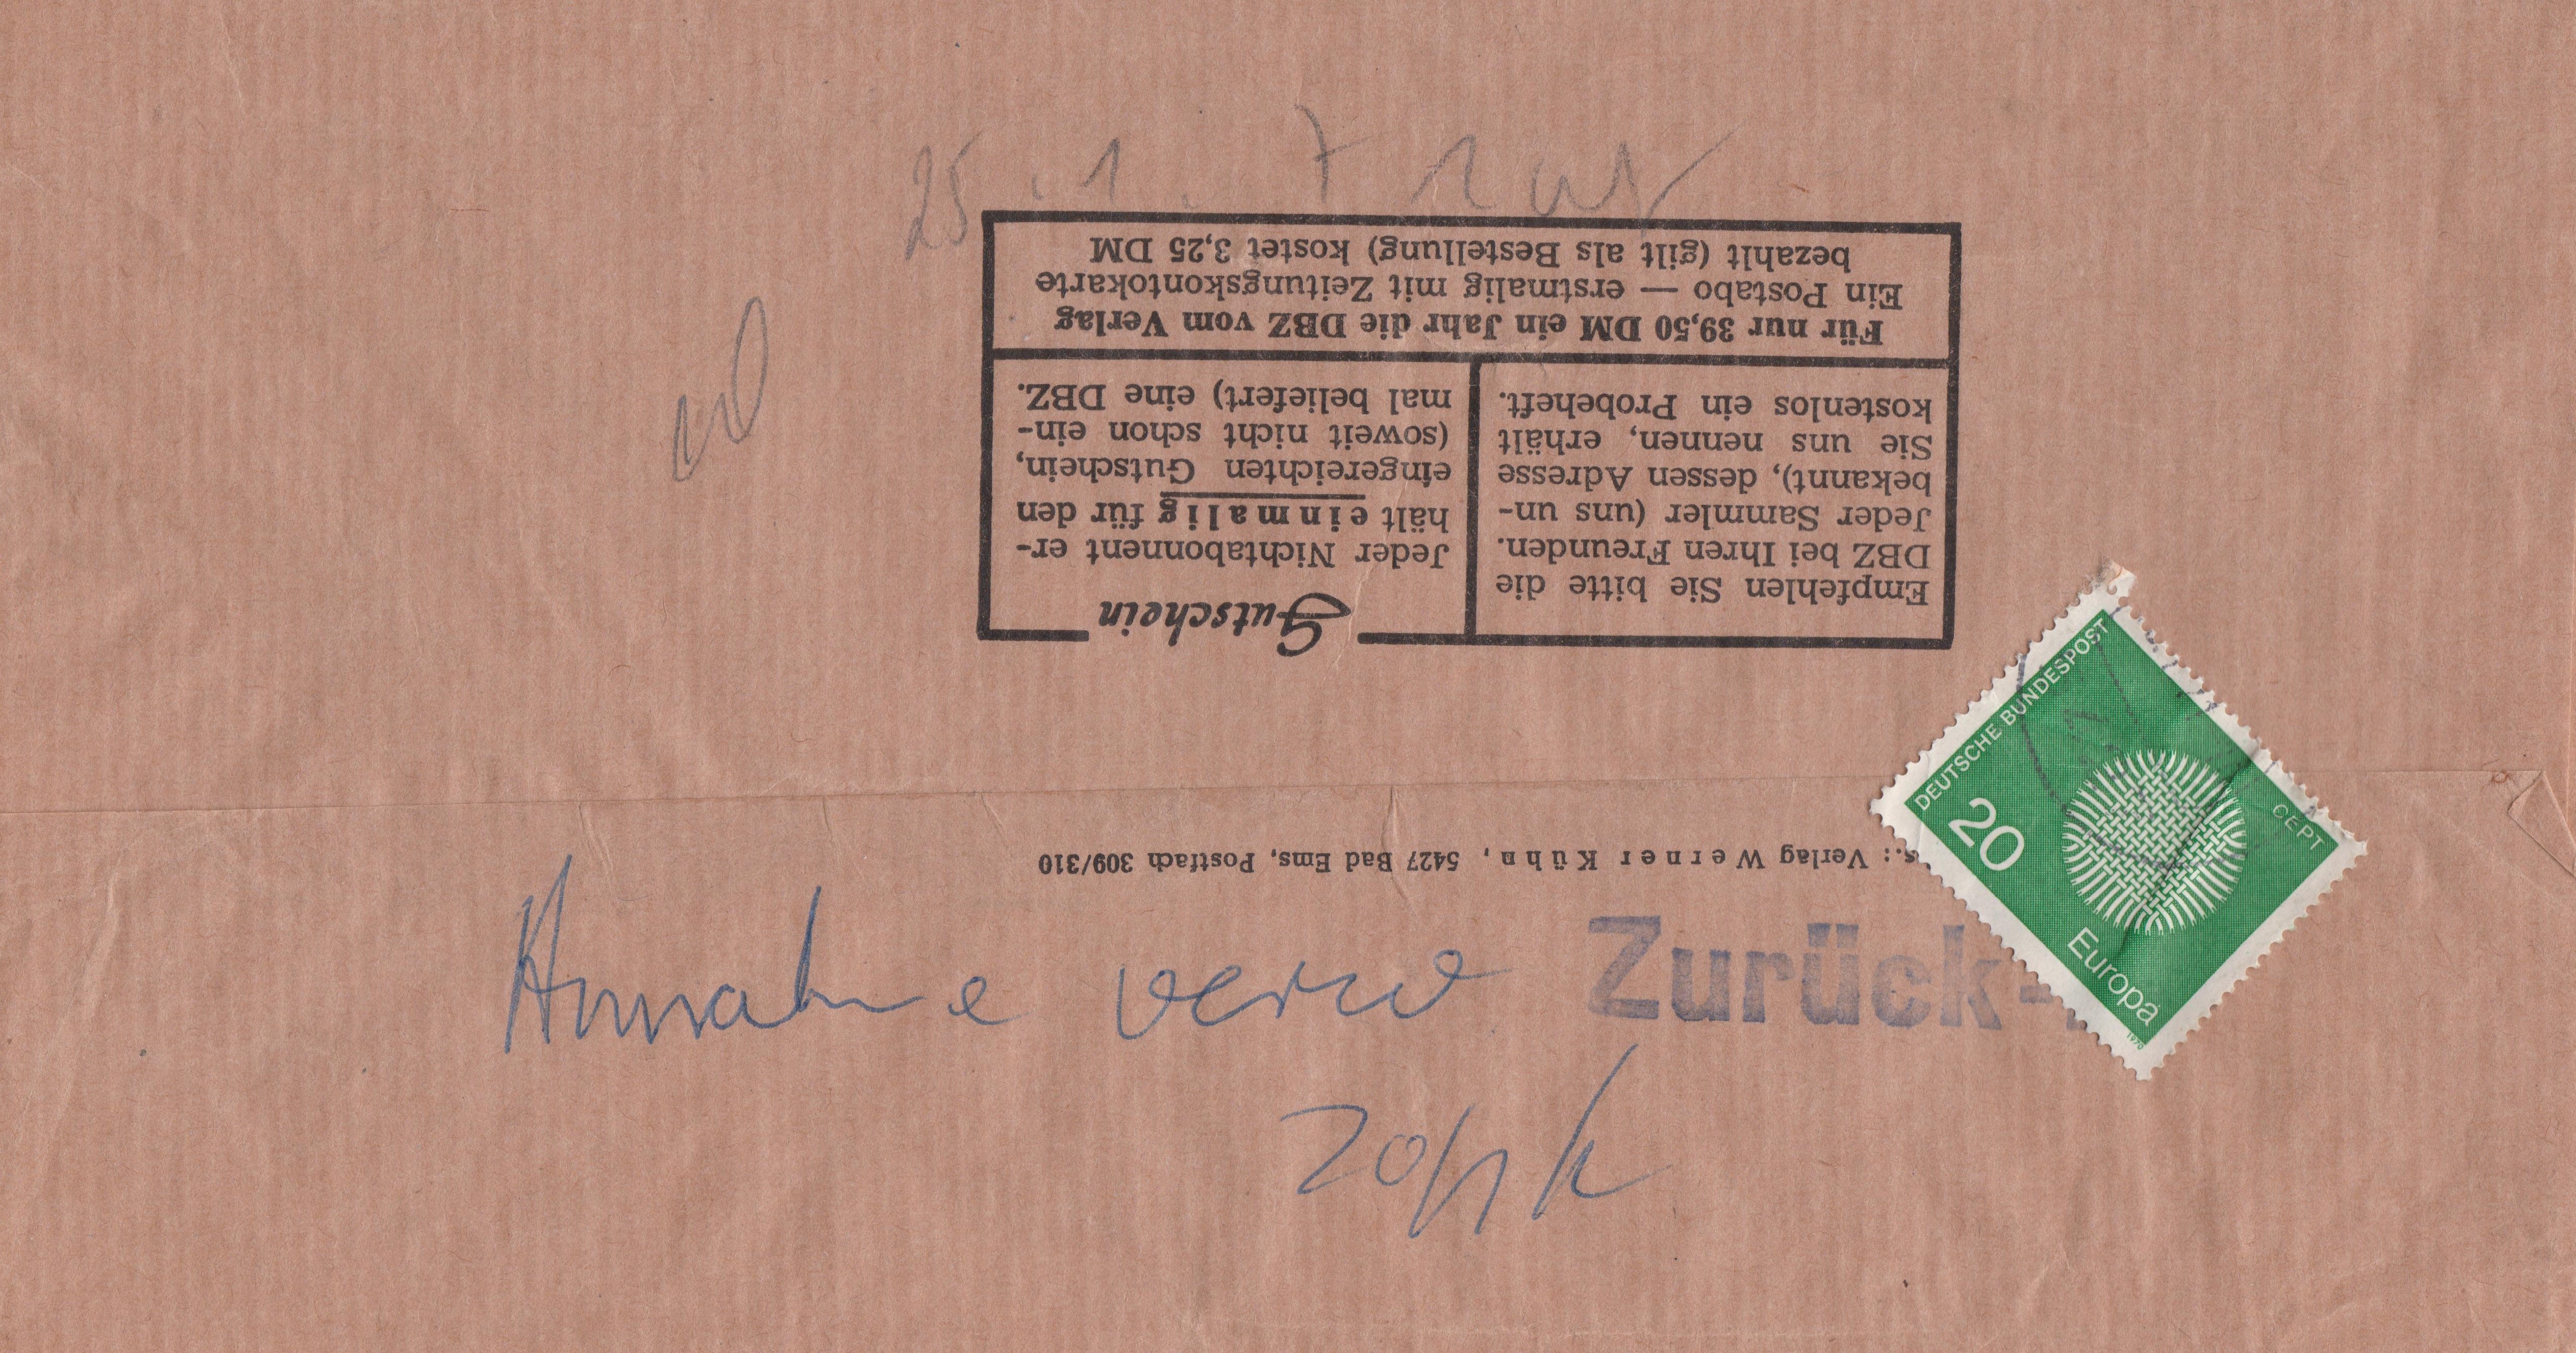 25.1.7
Für nur 39,50 DM ein Jahr die DBZ vom Verlag
Ein Postabo — erstmalig mit Zeitungskontokarte
bezahlt (gilt als Bestellung) kostet 3,25 DM
Empfehlen Sie bitte die
DBZ bei Ihren Freunden.
Jeder Sammler (uns un-
bekannt), dessen Adresse
Sie uns nennen, erhält
kostenlos ein Probeheft.
Gutschein
Jeder Nichtabonnent er-
hält einmalig für den
eingereichten Gutschein,
(soweit nicht schon ein-
mal beliefert) eine DBZ.
s.: Verlag Werner Kühn, 5427 Bad Ems, Postfach 309/310
DEUTSCHE BUNDESPOST
20
CEPT
Europa
1970
Zurück-
Annahme verw